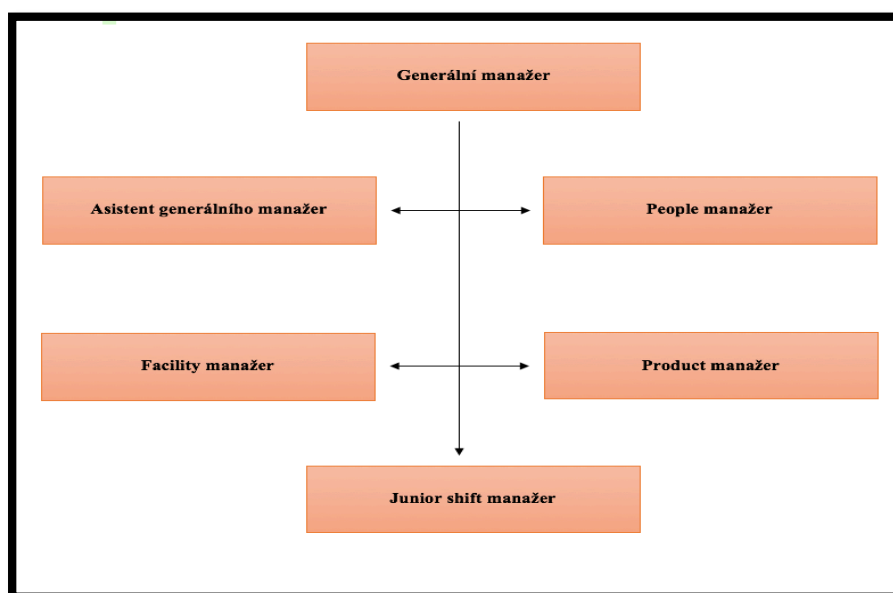 Generální manažer
Asistent generálního manažer
People manažer
Facility manažer
Product manažer
Junior shift manažer